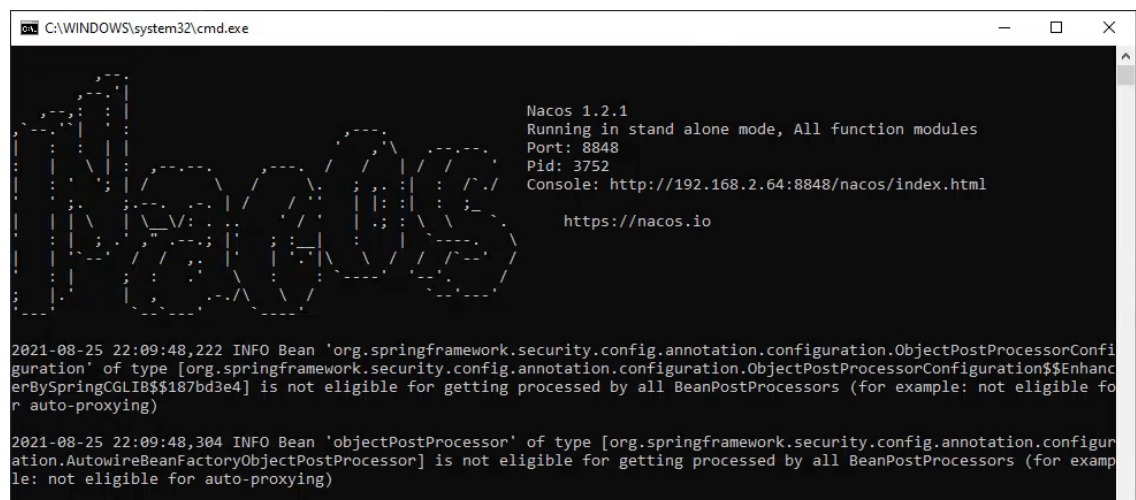 C:\WINDOWS\system32\cmd.exe
Nacos 1.2.1
Running in stand alone mode, All function modules
Port: 8848
Pid: 3752
Console: http://192.168.2.64:8848/nacos/index.html
https://nacos.io
2021-08-25 22:09:48,222 INFO Bean 'org.springframework.security.config.annotation.configuration.ObjectPostProcessorConfi
guration' of type [org.springframework.security.config.annotation.configuration.ObjectPostProcessorConfiguration$$Enhanc
erBySpringCGLIB$$187bd3e4] is not eligible for getting processed by all BeanPostProcessors (for example: not eligible fo
r auto-proxying)
2021-08-25 22:09:48,304 INFO Bean 'objectPostProcessor' of type [org.springframework.security.config.annotation.configur
ation.AutowireBeanFactoryObjectPostProcessor] is not eligible for getting processed by all BeanPostProcessors (for examp
le: not eligible for auto-proxying)